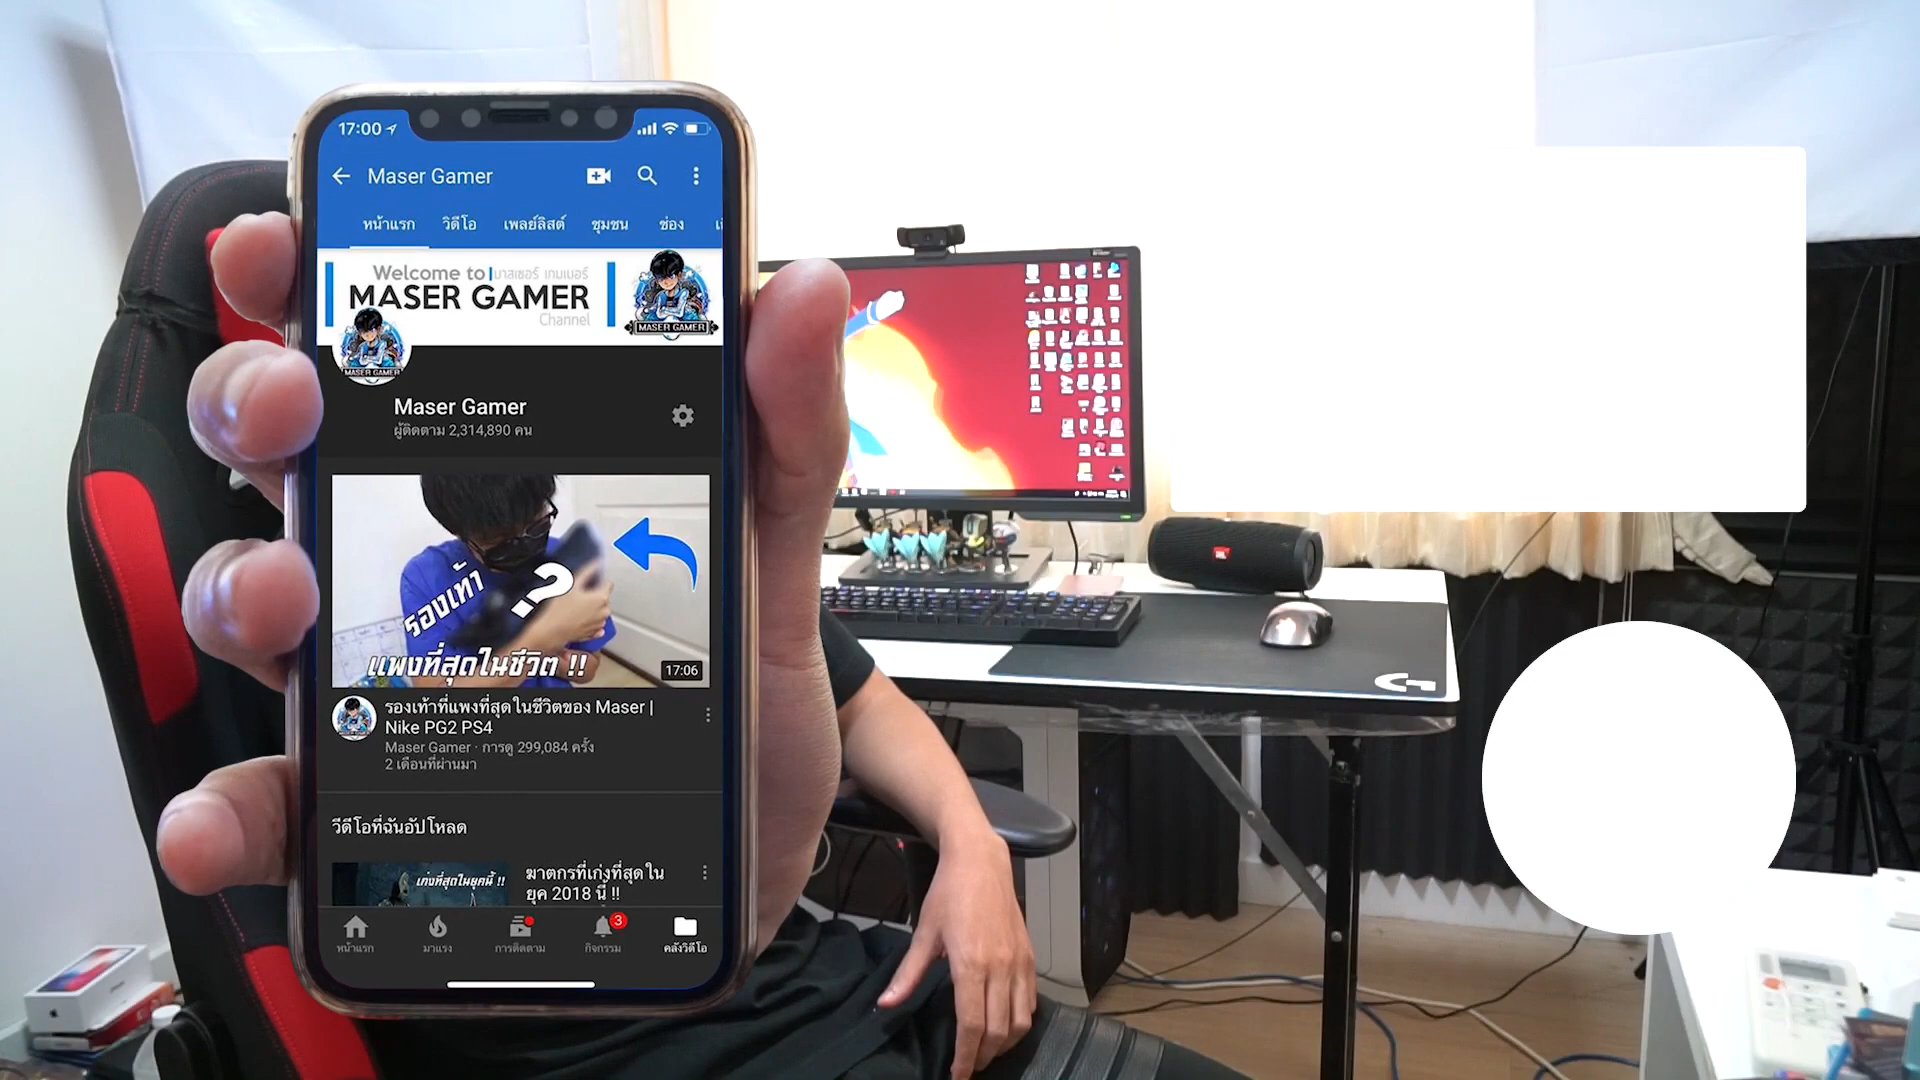 17:00
Maser Gamer
หน้าแรก วิดีโอ เพลย์ลิสต์ ชุมชน ช่อง
Welcome to มาสเซอร์ เกมเมอร์
MASER GAMER
Channel
MASER GAMER
MASER GAMER
Maser Gamer
ผู้ติดตาม 2,314,890 คน
รองเท้า ?
แพงที่สุดในชีวิต !!
17:06
รองเท้าที่แพงที่สุดในชีวิตของ Maser |
Nike PG2 PS4
Maser Gamer · การดู 299,084 ครั้ง
2 เดือนที่ผ่านมา
วีดีโอที่ฉันอัปโหลด
เก่งที่สุดในยุคนี้ !!
ฆาตกรที่เก่งที่สุดใน
ยุค 2018 นี้ !!
3
หน้าแรก มาแรง การติดตาม กิจกรรม คลังวิดีโอ
JBL
G